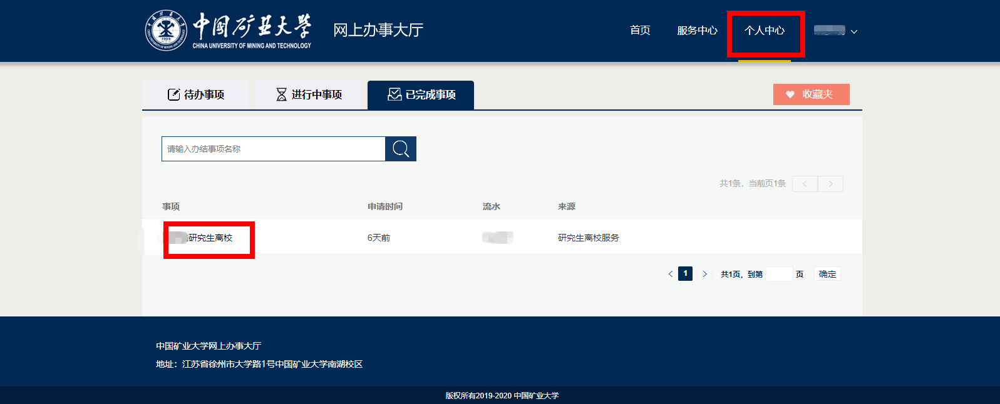 中国矿业大学
CHINA UNIVERSITY OF MINING AND TECHNOLOGY
网上办事大厅
首页 服务中心 个人中心
待办事项 进行中事项 已完成事项 收藏夹
请输入办结事项名称
共1条，当前页1条
事项 申请时间 流水 来源
研究生离校 6天前 研究生离校服务
1 共1页，到第 页 确定
中国矿业大学网上办事大厅
地址：江苏省徐州市大学路1号中国矿业大学南湖校区
版权所有2019-2020 中国矿业大学